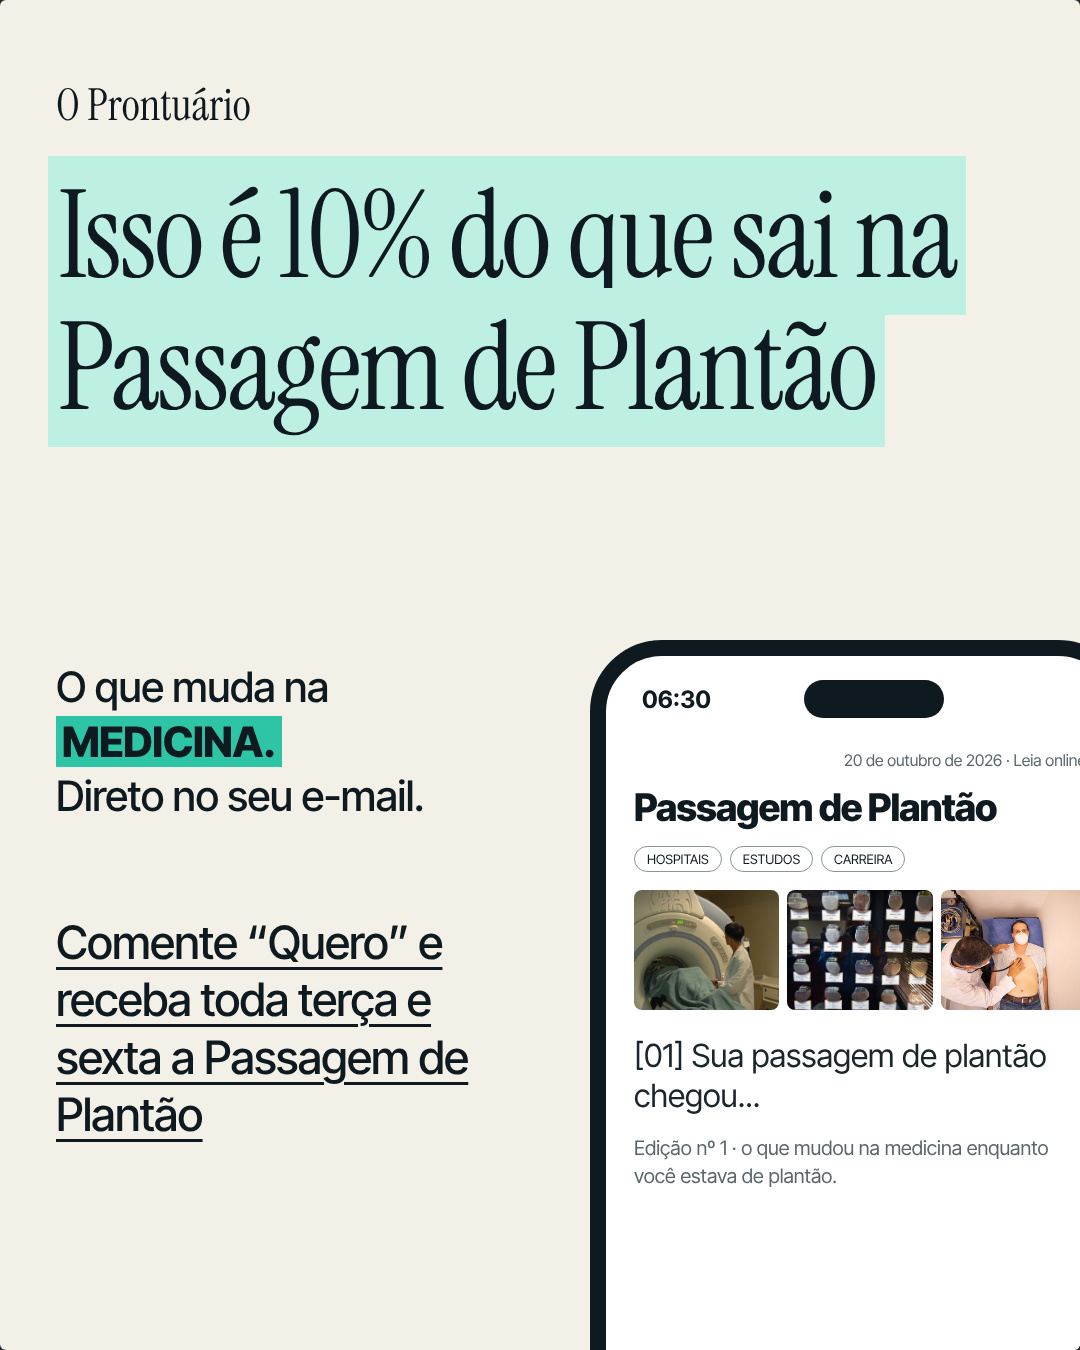 O Prontuário
Isso é 10% do que sai na
Passagem de Plantão
O que muda na
MEDICINA.
Direto no seu e-mail.
Comente “Quero” e
receba toda terça e
sexta a Passagem de
Plantão
06:30
20 de outubro de 2026 · Leia online
Passagem de Plantão
HOSPITAIS
ESTUDOS
CARREIRA
[01] Sua passagem de plantão
chegou...
Edição nº 1 · o que mudou na medicina enquanto
você estava de plantão.